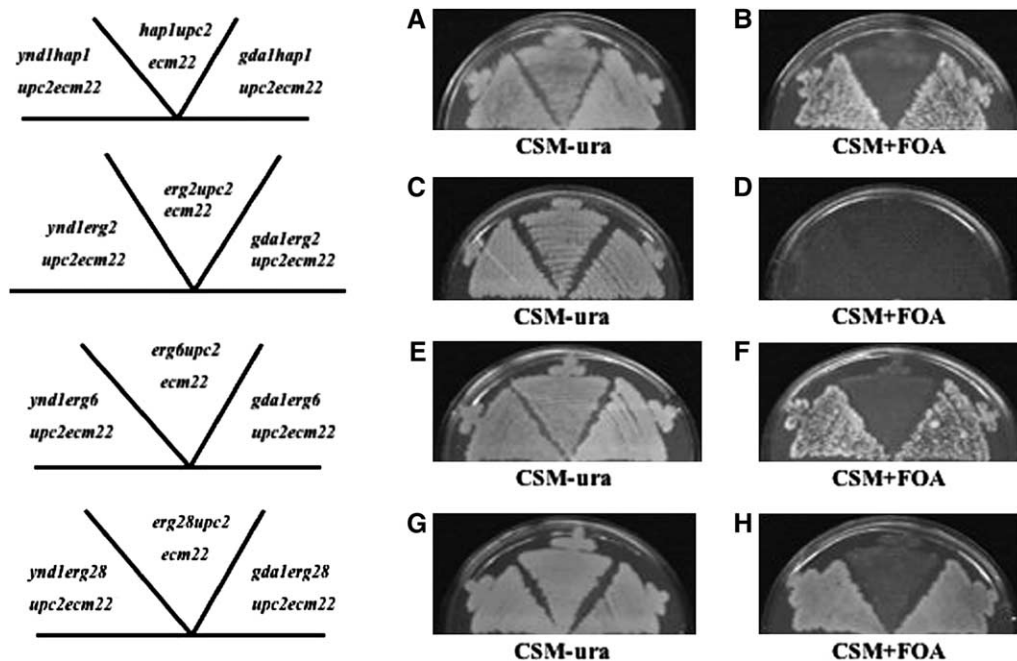 ynd1hap1
upc2ecm22
hap1upc2
ecm22
gda1hap1
upc2ecm22
A
CSM-ura
B
CSM+FOA
ynd1erg2
upc2ecm22
erg2upc2
ecm22
gda1erg2
upc2ecm22
C
CSM-ura
D
CSM+FOA
ynd1erg6
upc2ecm22
erg6upc2
ecm22
gda1erg6
upc2ecm22
E
CSM-ura
F
CSM+FOA
ynd1erg28
upc2ecm22
erg28upc2
ecm22
gda1erg28
upc2ecm22
G
CSM-ura
H
CSM+FOA